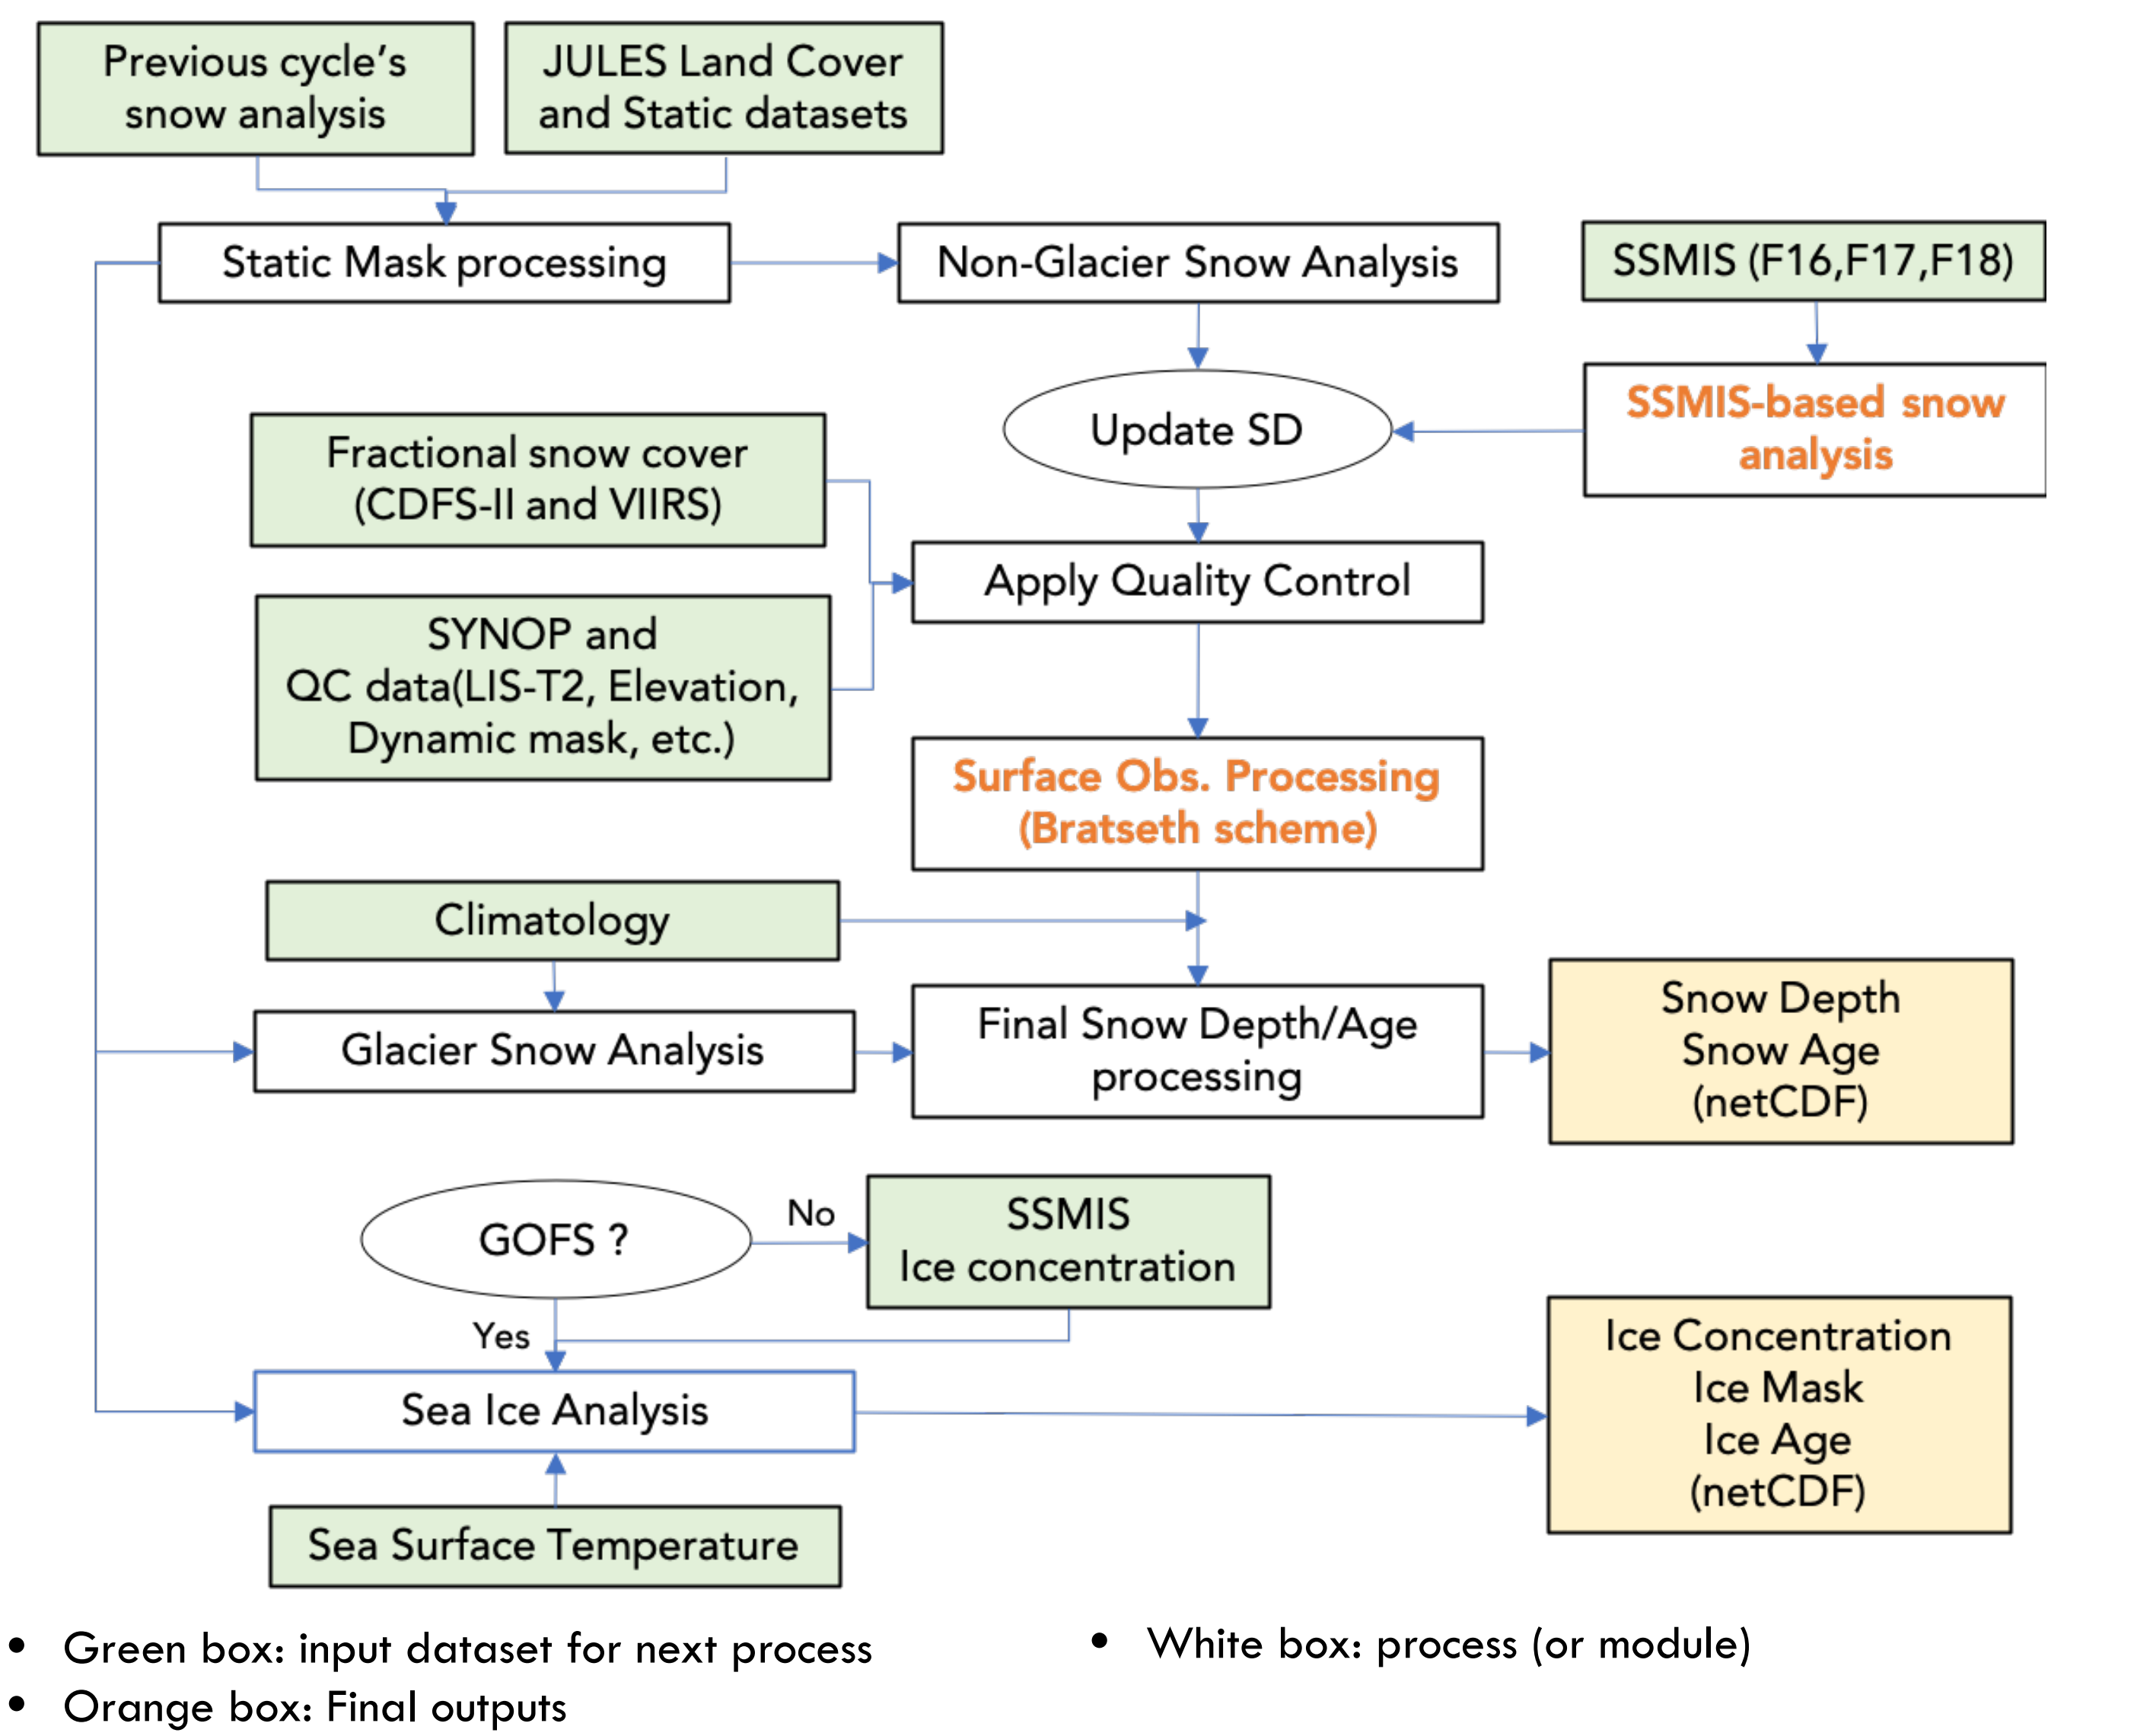 Previous cycle's
snow analysis
JULES Land Cover
and Static datasets
Static Mask processing
Non-Glacier Snow Analysis
SSMIS (F16,F17,F18)
Update SD
SSMIS-based snow
analysis
Fractional snow cover
(CDFS-II and VIIRS)
Apply Quality Control
SYNOP and
QC data(LIS-T2, Elevation,
Dynamic mask, etc.)
Surface Obs. Processing
(Bratseth scheme)
Climatology
Glacier Snow Analysis
Final Snow Depth/Age
processing
Snow Depth
Snow Age
(netCDF)
GOFS ?
No
SSMIS
Ice concentration
Yes
Sea Ice Analysis
Ice Concentration
Ice Mask
Ice Age
(netCDF)
Sea Surface Temperature
• Green box: input dataset for next process
• Orange box: Final outputs
• White box: process (or module)